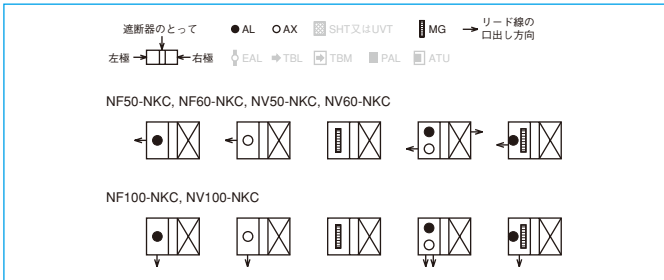 遮断器のとって
AL AX SHT又はUVT MG リード線の
口出し方向
左極 右極 EAL TBL TBM PAL ATU
NF50-NKC, NF60-NKC, NV50-NKC, NV60-NKC
NF100-NKC, NV100-NKC